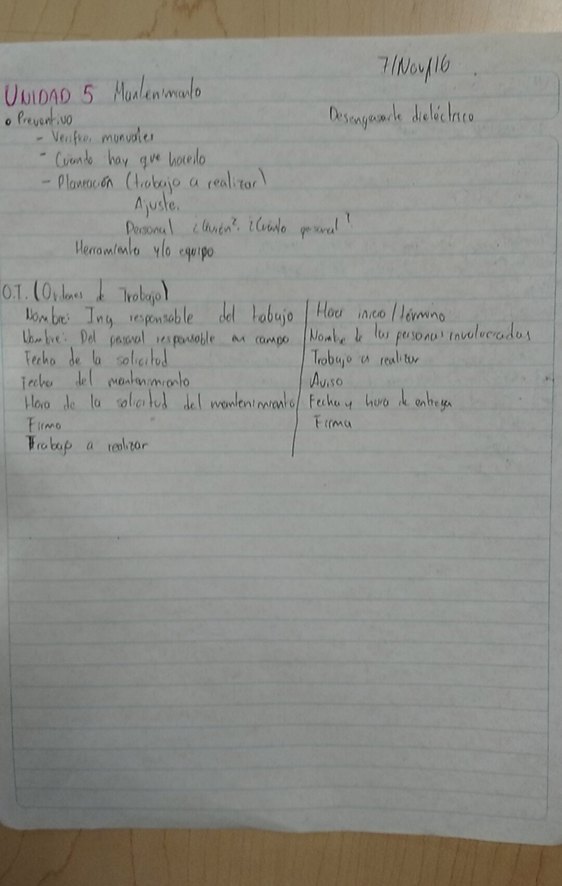 7/Nov/16
UNIDAD 5 Mantenimiento
• Preventivo
Desengrasante dieléctrico
- Verificar manuales
- Cuando hay que hacerlo
- Planeación (trabajo a realizar)
Ajuste.
Personal ¿Quién?, ¿Cuánto personal?
Herramienta y/o equipo
O.T. (Ordenes de Trabajo)
Nombre: Ing responsable del trabajo
Nombre: Del personal responsable en campo
Fecha de la solicitud
Fecha del mantenimiento
Hora de la solicitud del mantenimiento
Firma
Trabajo a realizar
Hora inicio/término
Nombre de las personas involucradas
Trabajo a realizar
Aviso
Fecha y hora de entrega
Firma